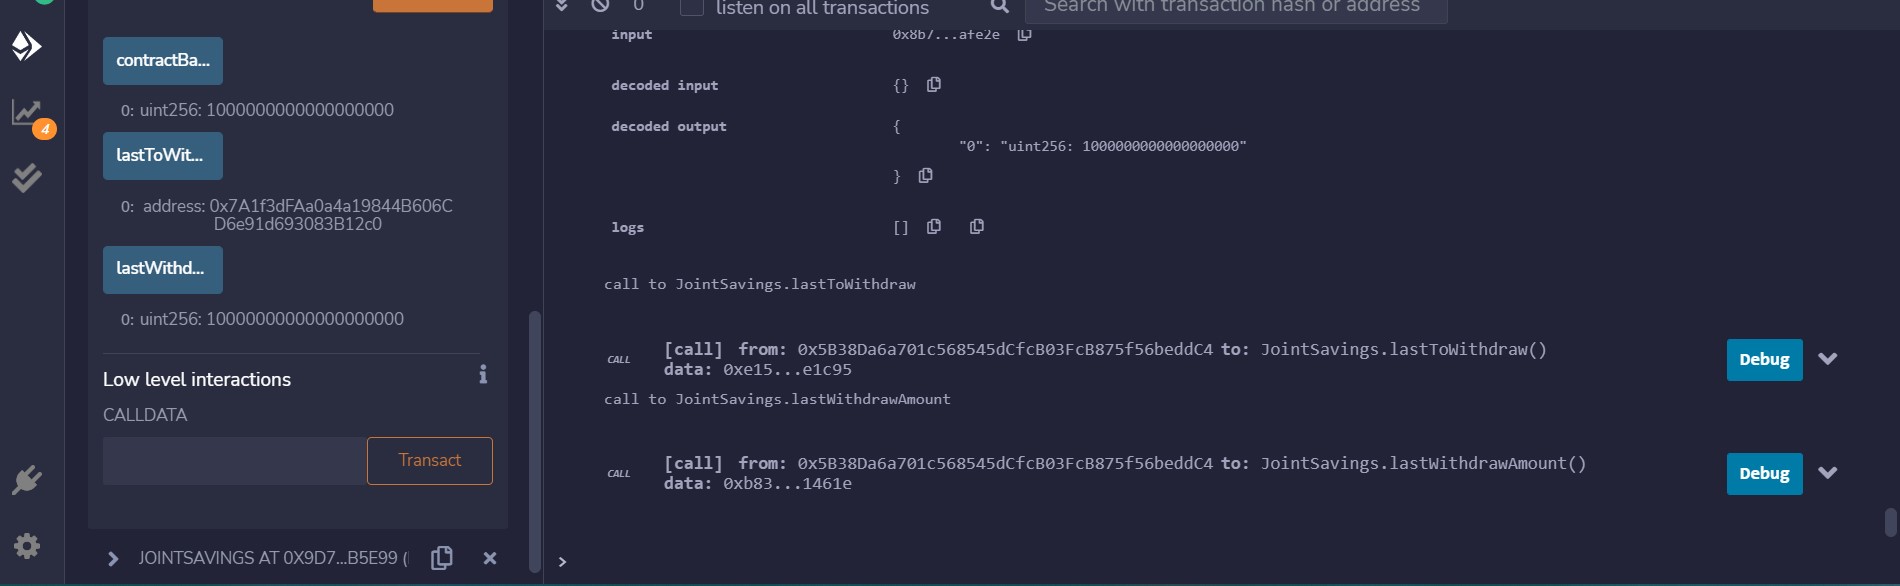 0
listen on all transactions
Search with transaction hash or address
4
contractBa...
0: uint256: 1000000000000000000
lastToWit...
0: address: 0x7A1f3dFAa0a4a19844B606C
D6e91d693083B12c0
lastWithd...
0: uint256: 10000000000000000000
Low level interactions
i
CALLDATA
Transact
JOINTSAVINGS AT 0X9D7...B5E99 (
input 0x8b7...afe2e
decoded input {}
decoded output {
"0": "uint256: 1000000000000000000"
}
logs []
call to JointSavings.lastToWithdraw
CALL [call] from: 0x5B38Da6a701c568545dCfcB03FcB875f56beddC4 to: JointSavings.lastToWithdraw()
data: 0xe15...e1c95
Debug
call to JointSavings.lastWithdrawAmount
CALL [call] from: 0x5B38Da6a701c568545dCfcB03FcB875f56beddC4 to: JointSavings.lastWithdrawAmount()
data: 0xb83...1461e
Debug
>